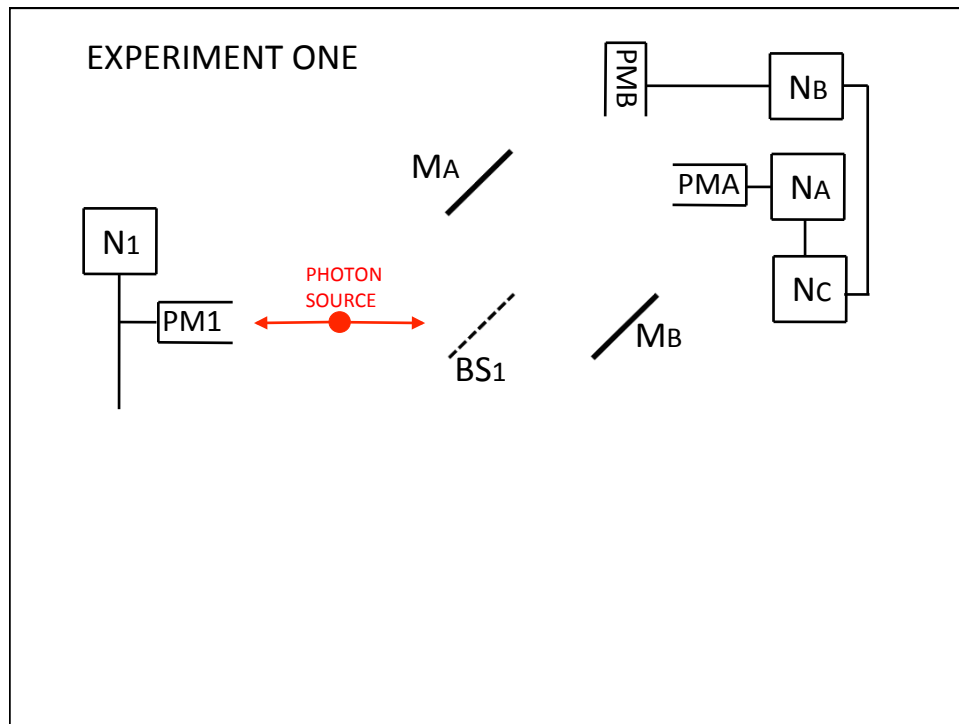 EXPERIMENT ONE
PMB
NB
MA
PMA
NA
N1
PHOTON
SOURCE
NC
PM1
MB
BS1